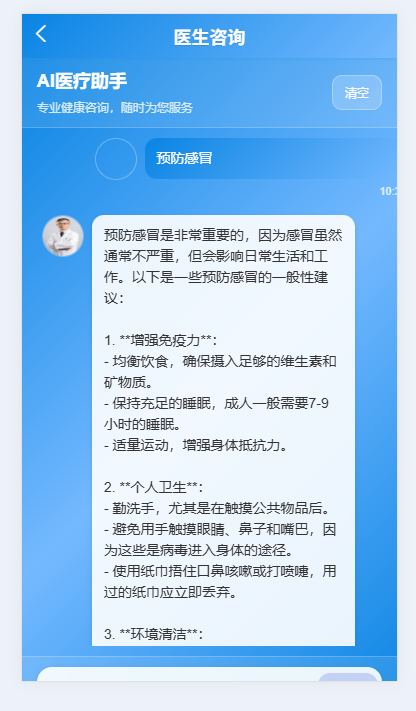 医生咨询
AI医疗助手
专业健康咨询，随时为您服务
清空
预防感冒
预防感冒是非常重要的，因为感冒虽然
通常不严重，但会影响日常生活和工
作。以下是一些预防感冒的一般性建
议：
1. **增强免疫力**：
- 均衡饮食，确保摄入足够的维生素和
矿物质。
- 保持充足的睡眠，成人一般需要7-9
小时的睡眠。
- 适量运动，增强身体抵抗力。
2. **个人卫生**：
- 勤洗手，尤其是在触摸公共物品后。
- 避免用手触摸眼睛、鼻子和嘴巴，因
为这些是病毒进入身体的途径。
- 使用纸巾捂住口鼻咳嗽或打喷嚏，用
过的纸巾应立即丢弃。
3. **环境清洁**：